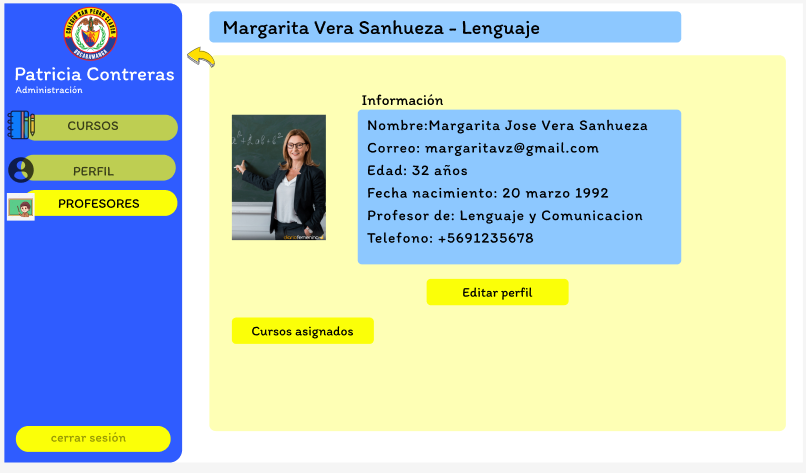 COLEGIO SAN PEDRO CLAVER
BUCARAMANGA
Patricia Contreras
Administración
CURSOS
PERFIL
PROFESORES
cerrar sesión
Margarita Vera Sanhueza - Lenguaje
Información
Nombre:Margarita Jose Vera Sanhueza
Correo: margaritavz@gmail.com
Edad: 32 años
Fecha nacimiento: 20 marzo 1992
Profesor de: Lenguaje y Comunicacion
Telefono: +5691235678
Editar perfil
Cursos asignados